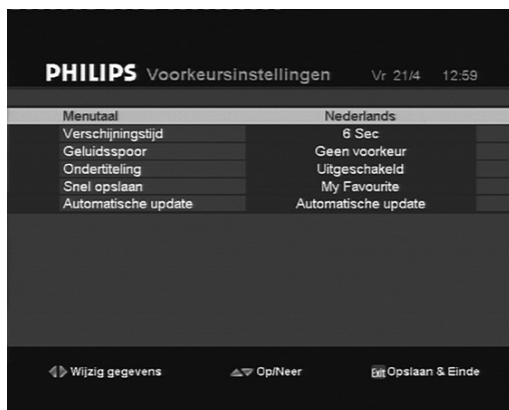 PHILIPS Voorkeursinstellingen Vr 21/4 12:59
Menutaal Nederlands
Verschijningstijd 6 Sec
Geluidsspoor Geen voorkeur
Ondertiteling Uitgeschakeld
Snel opslaan My Favourite
Automatische update Automatische update
Wijzig gegevens Op/Neer Exit Opslaan & Einde